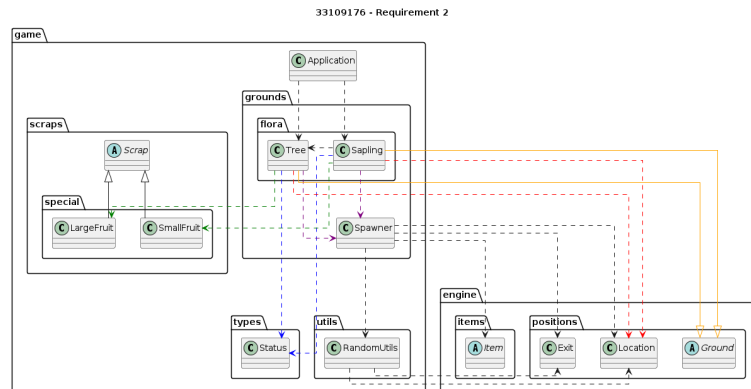 33109176 - Requirement 2
game
C Application
grounds
scraps
flora
A Scrap
C Tree
C Sapling
special
C LargeFruit
C SmallFruit
C Spawner
engine
types
utils
items
positions
C Status
C RandomUtils
A Item
C Exit
C Location
A Ground